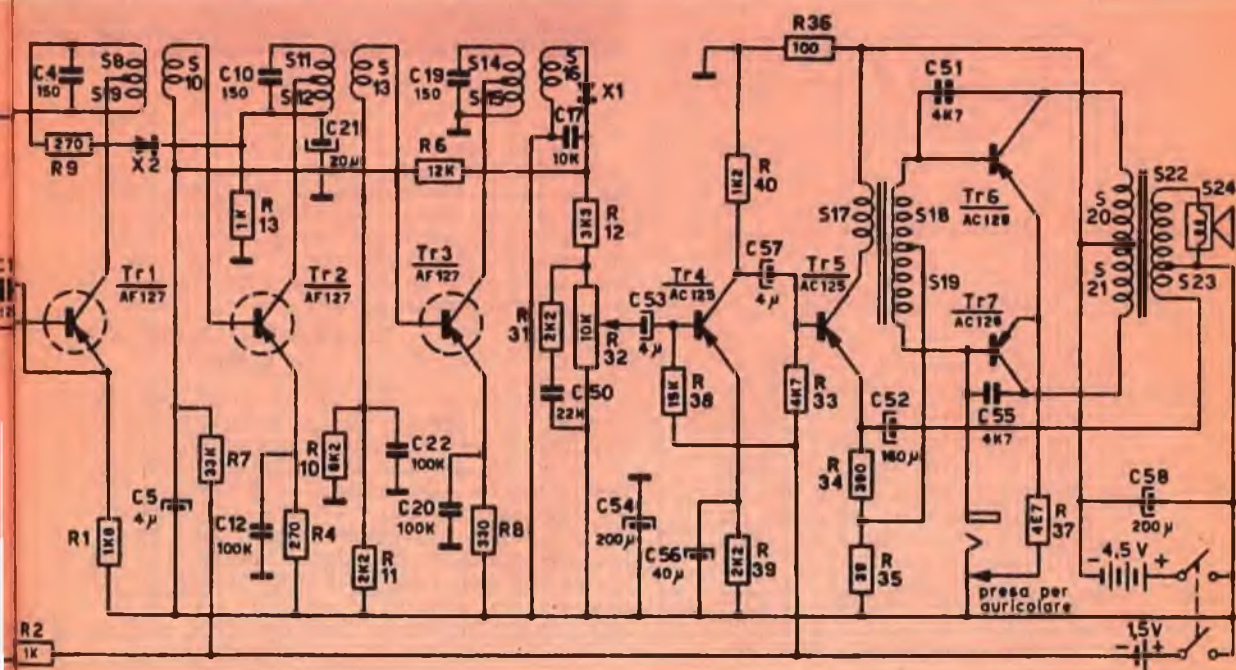 R36
100
C4
150
S8
S9
S
10
C10
150
S11
S12
S
13
C19
150
S14
S15
S
16
X1
C17
10K
C51
4K7
270
R9
X2
C21
20µ
R6
12K
R
13
1K
R
12
3K3
R
40
1K2
S17
S18
S19
Tr6
AC128
S
20
S
21
S22
S24
S23
Tr1
AF127
Tr2
AF127
Tr3
AF127
R
31
2K2
10K
R
32
C53
4µ
Tr4
AC125
C57
4µ
Tr5
AC125
Tr7
AC128
C50
22K
R
38
15K
R
33
4K7
C52
160µ
C55
4K7
R7
33K
R
10
8K2
C22
100K
R
34
390
C5
4µ
C12
100K
270
R4
C20
100K
330
R8
C54
200µ
C58
200µ
R
37
4E7
R1
1K8
R
11
2K2
C56
40µ
R
39
2K2
R
35
39
- 4,5 V +
presa per
auricolare
R2
1K
1,5V
- +